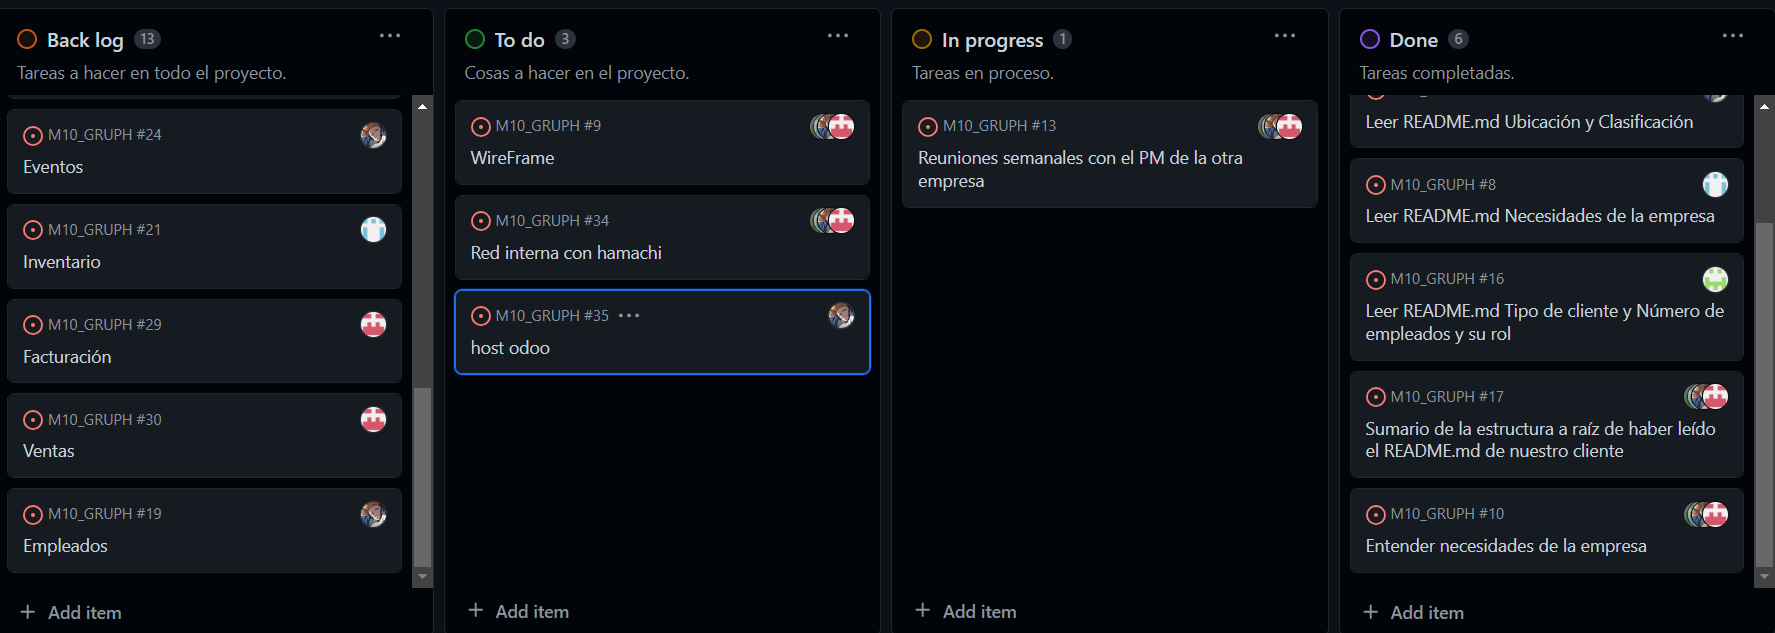 Back log 13
Tareas a hacer en todo el proyecto.
M10_GRUPH #24
Eventos
M10_GRUPH #21
Inventario
M10_GRUPH #29
Facturación
M10_GRUPH #30
Ventas
M10_GRUPH #19
Empleados
+ Add item
To do 3
Cosas a hacer en el proyecto.
M10_GRUPH #9
WireFrame
M10_GRUPH #34
Red interna con hamachi
M10_GRUPH #35
host odoo
+ Add item
In progress 1
Tareas en proceso.
M10_GRUPH #13
Reuniones semanales con el PM de la otra
empresa
+ Add item
Done 6
Tareas completadas.
Leer README.md Ubicación y Clasificación
M10_GRUPH #8
Leer README.md Necesidades de la empresa
M10_GRUPH #16
Leer README.md Tipo de cliente y Número de
empleados y su rol
M10_GRUPH #17
Sumario de la estructura a raíz de haber leído
el README.md de nuestro cliente
M10_GRUPH #10
Entender necesidades de la empresa
+ Add item